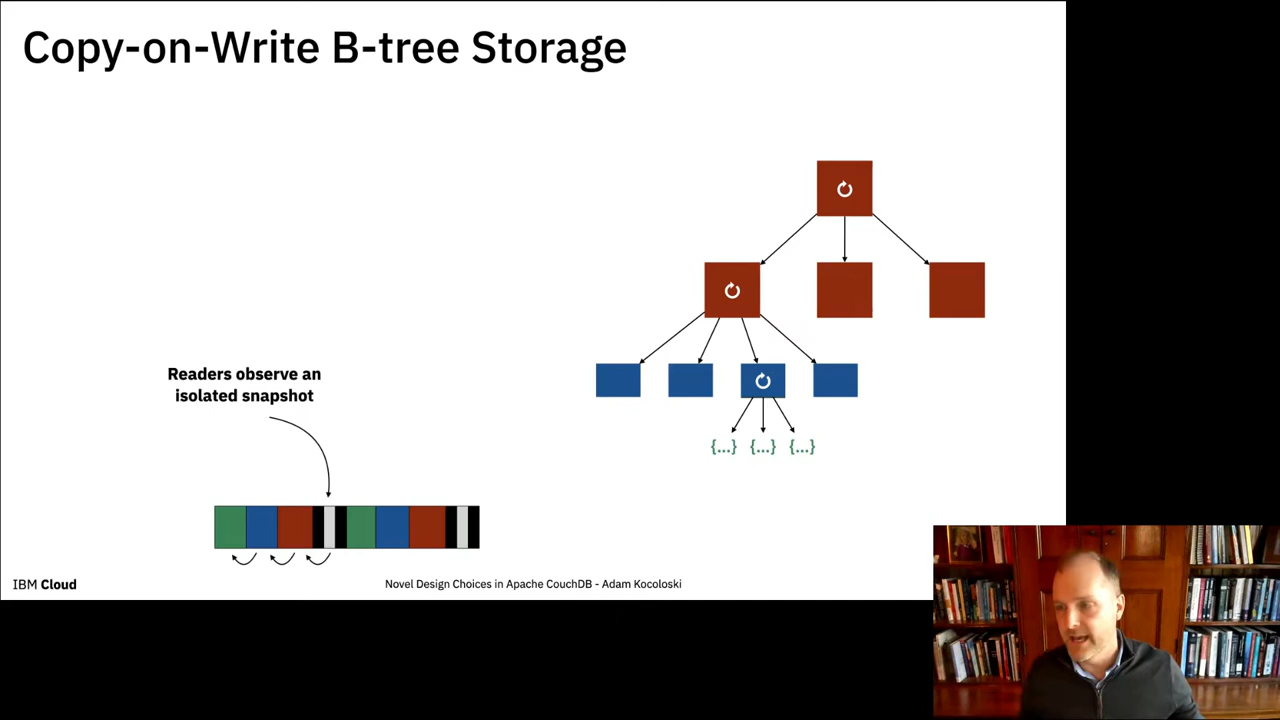 Copy-on-Write B-tree Storage
Readers observe an
isolated snapshot
{...} {...} {...}
IBM Cloud
Novel Design Choices in Apache CouchDB - Adam Kocoloski